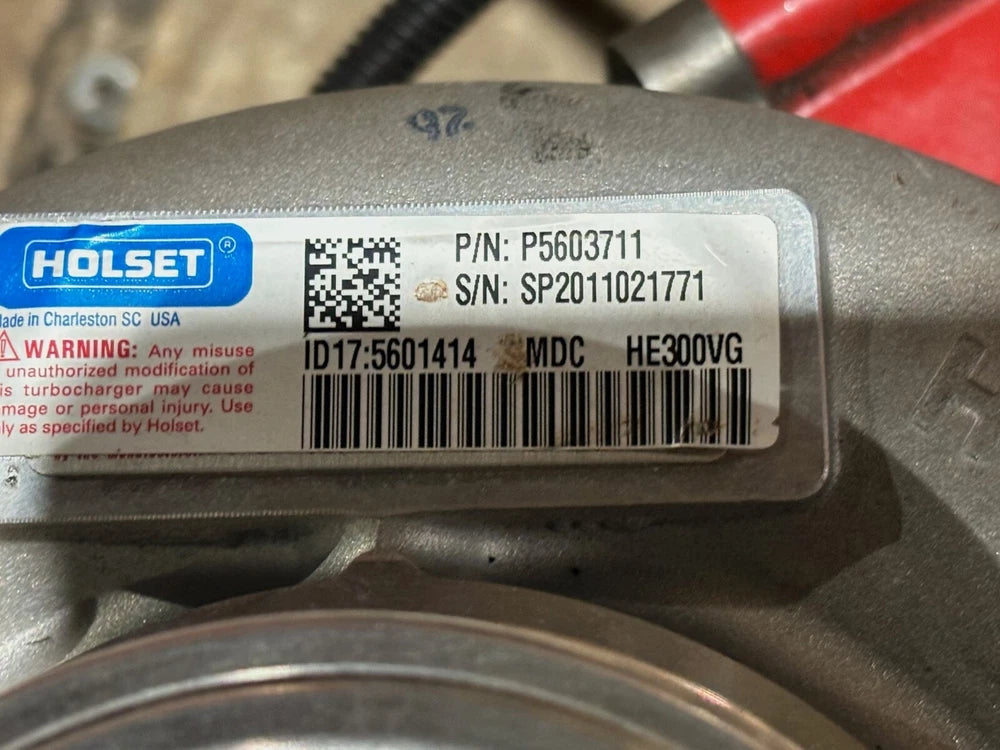 97
HOLSET ®
ade in Charleston SC USA
WARNING: Any misuse
unauthorized modification of
is turbocharger may cause
mage or personal injury. Use
ly as specified by Holset.
P/N: P5603711
S/N: SP2011021771
ID17:5601414 MDC HE300VG